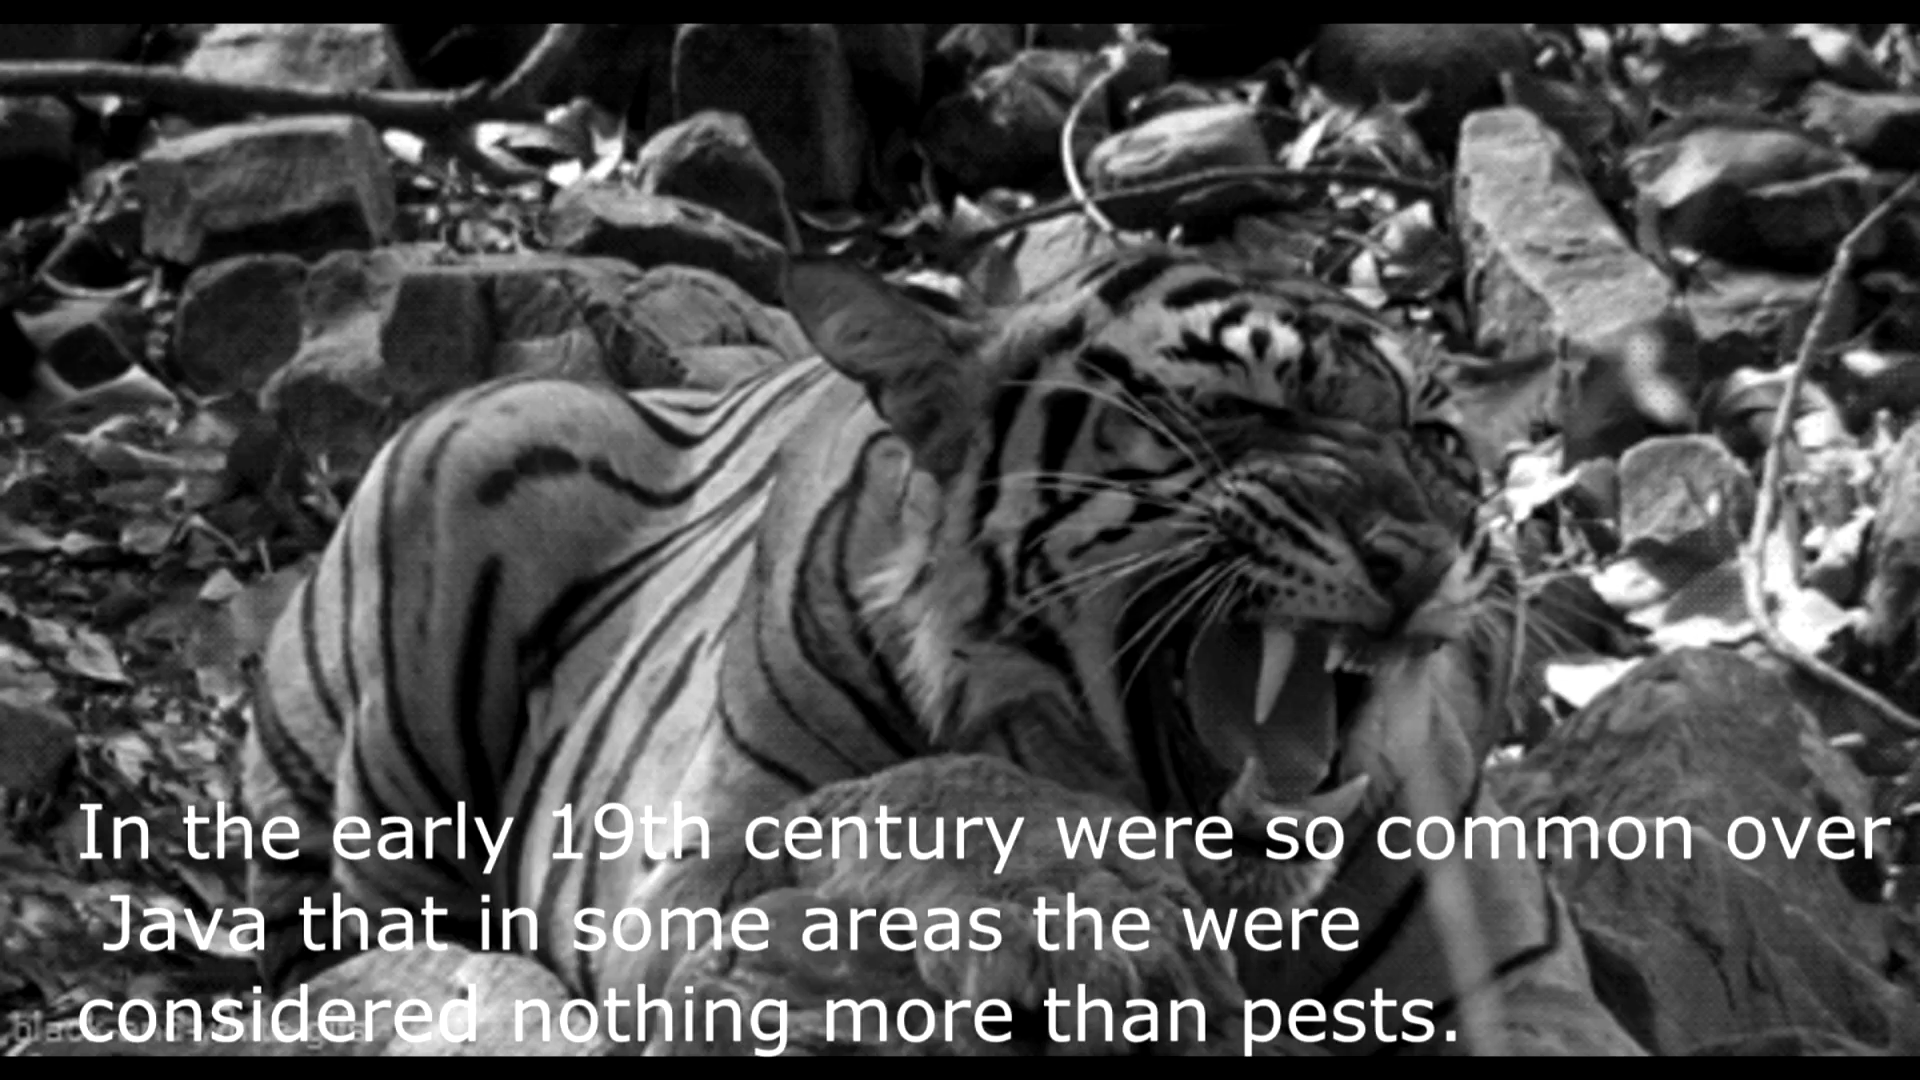 In the early 19th century were so common over
Java that in some areas the were
considered nothing more than pests.